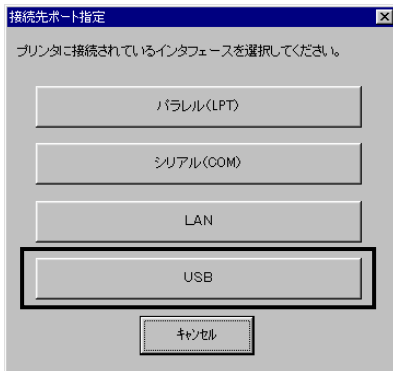 接続先ポート指定
プリンタに接続されているインタフェースを選択してください。
パラレル(LPT)
シリアル(COM)
LAN
USB
キャンセル